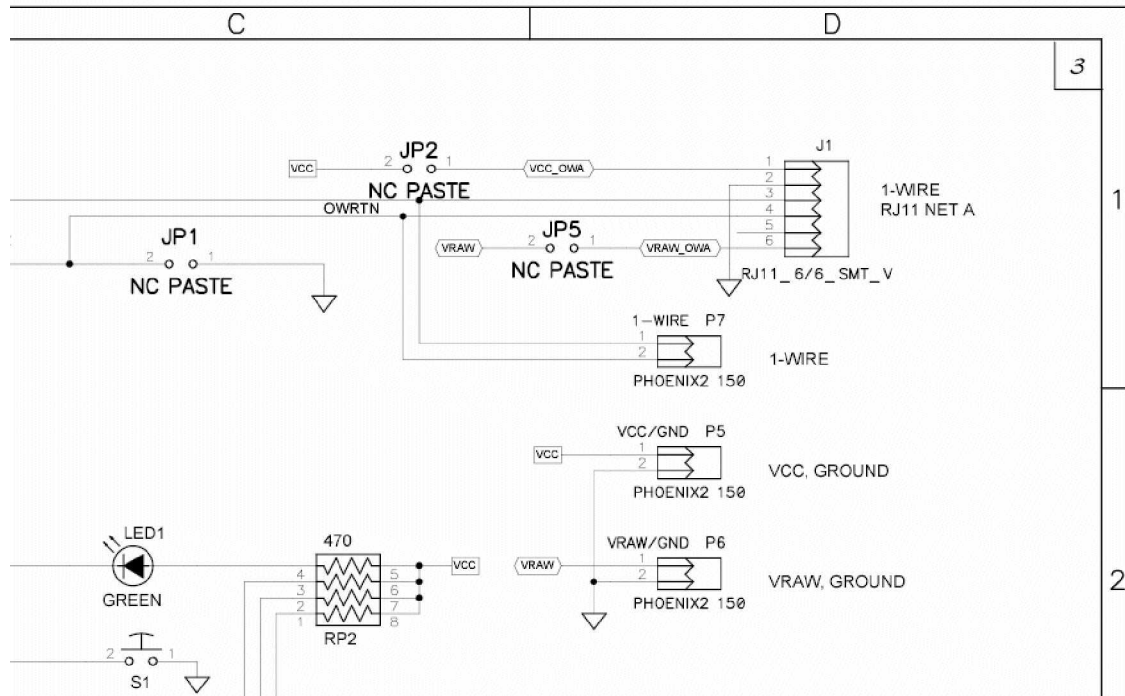 C
D
3
JP2
J1
VCC
2
1
VCC_OWA
1
2
3
4
5
6
NC PASTE
1-WIRE
RJ11 NET A
1
OWRTN
JP1
2
1
NC PASTE
JP5
VRAW
2
1
VRAW_OWA
NC PASTE
RJ11_6/6_SMT_V
1-WIRE P7
1
2
1-WIRE
PHOENIX2 150
VCC/GND P5
VCC
1
2
VCC, GROUND
PHOENIX2 150
LED1
GREEN
470
4
3
2
1
5
6
7
8
RP2
VCC
VRAW/GND P6
VRAW
1
2
VRAW, GROUND
PHOENIX2 150
2
2
1
S1